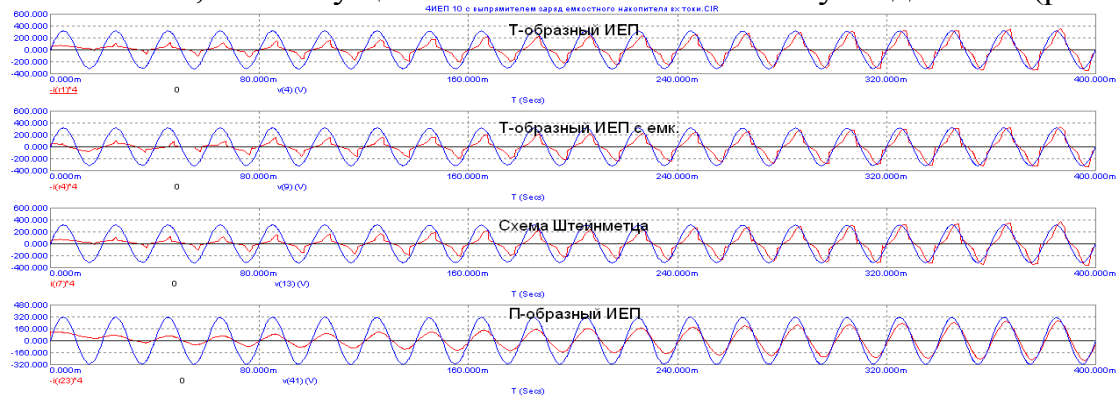 4ИЕП 10 с выпрямителем заряд емкостного накопителя вх токи.CIR
Т-образный ИЕП
600.000
400.000
200.000
0.000
-200.000
-400.000
0.000m 80.000m 160.000m 240.000m 320.000m 400.000m
-i(r1)*4 0 v(4) (V)
T (Secs)
Т-образный ИЕП с емк.
600.000
400.000
200.000
0.000
-200.000
-400.000
0.000m 80.000m 160.000m 240.000m 320.000m 400.000m
-i(r4)*4 0 v(9) (V)
T (Secs)
Схема Штейнметца
600.000
400.000
200.000
0.000
-200.000
-400.000
0.000m 80.000m 160.000m 240.000m 320.000m 400.000m
i(r7)*4 0 v(13) (V)
T (Secs)
П-образный ИЕП
480.000
320.000
160.000
0.000
-160.000
-320.000
0.000m 80.000m 160.000m 240.000m 320.000m 400.000m
-i(r23)*4 0 v(41) (V)
T (Secs)